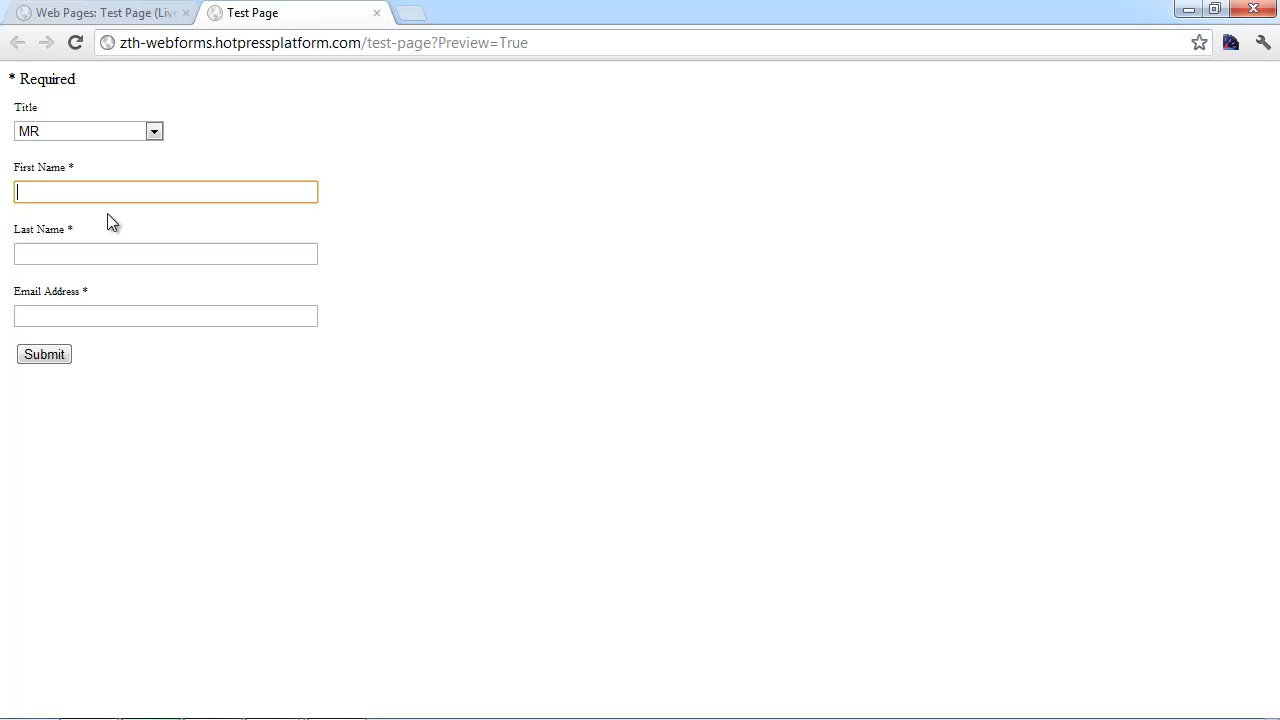 Web Pages: Test Page (Live
Test Page
zth-webforms.hotpressplatform.com/test-page?Preview=True
* Required
Title
MR
First Name *
Last Name *
Email Address *
Submit